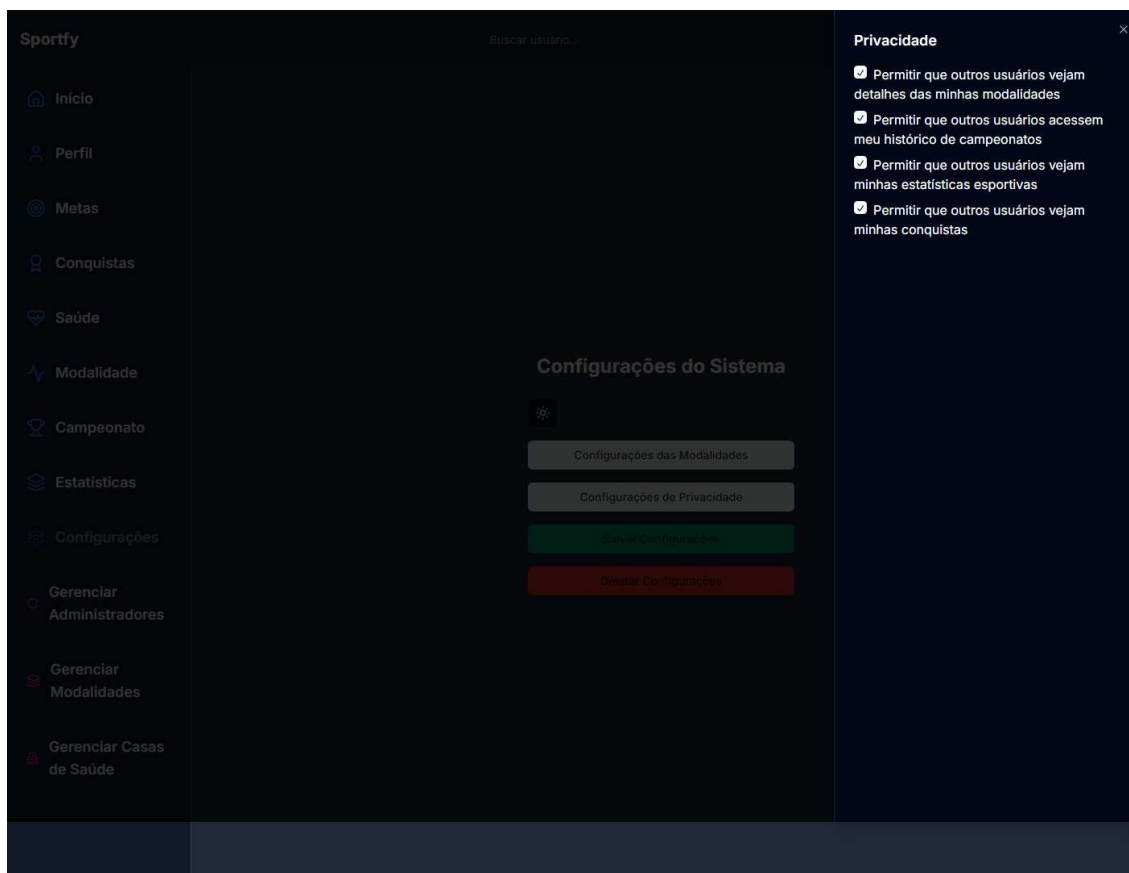 Sportfy
Buscar usuário...
Início
Perfil
Metas
Conquistas
Saúde
Modalidade
Campeonato
Estatísticas
Configurações
Gerenciar
Administradores
Gerenciar
Modalidades
Gerenciar Casas
de Saúde
Configurações do Sistema
Configurações das Modalidades
Configurações de Privacidade
Salvar Configurações
Deletar Configurações
Privacidade
Permitir que outros usuários vejam
detalhes das minhas modalidades
Permitir que outros usuários acessem
meu histórico de campeonatos
Permitir que outros usuários vejam
minhas estatísticas esportivas
Permitir que outros usuários vejam
minhas conquistas